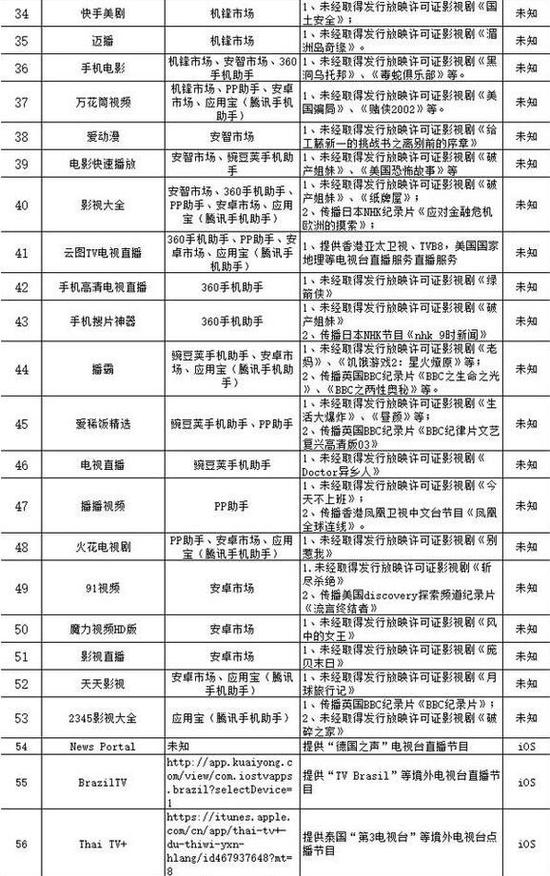 34 快手美剧 机锋市场 1、未经取得发行放映许可证影视剧《国
土安全》；
未知
35 迈播 机锋市场 1、未经取得发行放映许可证影视剧《湄
洲岛奇缘》。
未知
36 手机电影 机锋市场、安智市场、360
手机助手
1、未经取得发行放映许可证影视剧《黑
洞乌托邦》、《毒蛇俱乐部》等。
未知
37 万花筒视频 机锋市场、PP助手、安卓
市场、应用宝（腾讯手机
助手）
1、未经取得发行放映许可证影视剧《美
国骗局》、《赌侠2002》等。
未知
38 爱动漫 安智市场 1、未经取得发行放映许可证影视剧《给
工藤新一的挑战书之离别前的序章》
未知
39 电影快速播放 安智市场、豌豆荚手机助
手
1、未经取得发行放映许可证影视剧《破
产姐妹》、《美国恐怖故事》等
未知
40 影视大全 安智市场、360手机助手、
PP助手、安卓市场、应用
宝（腾讯手机助手）
1、未经取得发行放映许可证影视剧《破
产姐妹》、《纸牌屋》；
2、传播日本NHK纪录片《应对金融危机
欧洲的摸索》；
未知
41 云图TV电视直播 360手机助手、PP助手、安
卓市场、应用宝（腾讯手
机助手）
1、提供香港亚太卫视、TVB8，美国国家
地理等电视台直播服务直播服务
未知
42 手机高清电视直播 360手机助手 1、未经取得发行放映许可证影视剧《绿
箭侠》
未知
43 手机搜片神器 360手机助手 1、未经取得发行放映许可证影视剧《破
产姐妹》
2、传播日本NHK节目《nhk 9时新闻》
未知
44 播霸 豌豆荚手机助手、安卓市
场、应用宝（腾讯手机助
手）
1、未经取得发行放映许可证影视剧《老
妈》、《饥饿游戏2：星火燎原》等；
2、传播英国BBC纪录片《BBC之生命之光
》、《BBC之两性奥秘》等。
未知
45 爱稀饭精选 豌豆荚手机助手、PP助手 1、未经取得发行放映许可证影视剧《生
活大爆炸》、《昼颜》等；
2、传播英国BBC纪录片《BBC纪律片文艺
复兴高清版03》
未知
46 电视直播 豌豆荚手机助手 1、未经取得发行放映许可证影视剧《
Doctor异乡人》
未知
47 播播视频 PP助手 1、未经取得发行放映许可证影视剧《今
天不上班》；
2、传播香港凤凰卫视中文台节目《凤凰
全球连线》。
未知
48 火花电视剧 PP助手、安卓市场、应用
宝（腾讯手机助手）
1、未经取得发行放映许可证影视剧《别
惹我》
未知
49 91视频 安卓市场 1.未经取得发行放映许可证影视剧《斩
尽杀绝》
2、传播美国discovery探索频道纪录片
《流言终结者》
未知
50 魔力视频HD版 安卓市场 1、未经取得发行放映许可证影视剧《风
中的女王》
未知
51 影视直播 安卓市场 1、未经取得发行放映许可证影视剧《庞
贝末日》
未知
52 天天影视 安卓市场、应用宝（腾讯
手机助手）
1、未经取得发行放映许可证影视剧《月
球旅行记》
未知
53 2345影视大全 应用宝（腾讯手机助手） 1、传播英国BBC纪录片《BBC纪录片》；
2、未经取得发行放映许可证影视剧《破
碎之家》
未知
54 News Portal 未知 提供“德国之声”电视台直播节目 iOS
55 BrazilTV http://app.kuaiyong.c
om/view/com.iostvapps
.brazil?selectDevice=
1
提供“TV Brasil”等境外电视台直播节
目
iOS
56 Thai TV+ https://itunes.apple.
com/cn/app/thai-tv+-
du-thiwi-yxn-
hlang/id467937648?mt=
8
提供泰国“第3电视台”等境外电视台点
播节目
iOS